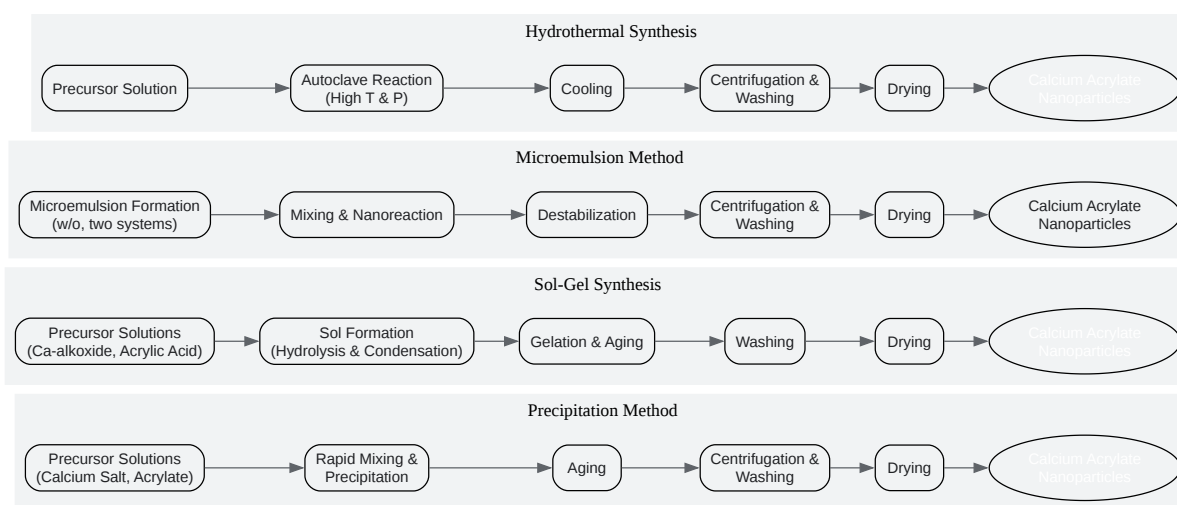 Hydrothermal Synthesis
Precursor Solution
Autoclave Reaction
(High T & P)
Cooling
Centrifugation &
Washing
Drying
Calcium Acrylate
Nanoparticles
Microemulsion Method
Microemulsion Formation
(w/o, two systems)
Mixing & Nanoreaction
Destabilization
Centrifugation &
Washing
Drying
Calcium Acrylate
Nanoparticles
Sol-Gel Synthesis
Precursor Solutions
(Ca-alkoxide, Acrylic Acid)
Sol Formation
(Hydrolysis & Condensation)
Gelation & Aging
Washing
Drying
Calcium Acrylate
Nanoparticles
Precipitation Method
Precursor Solutions
(Calcium Salt, Acrylate)
Rapid Mixing &
Precipitation
Aging
Centrifugation &
Washing
Drying
Calcium Acrylate
Nanoparticles